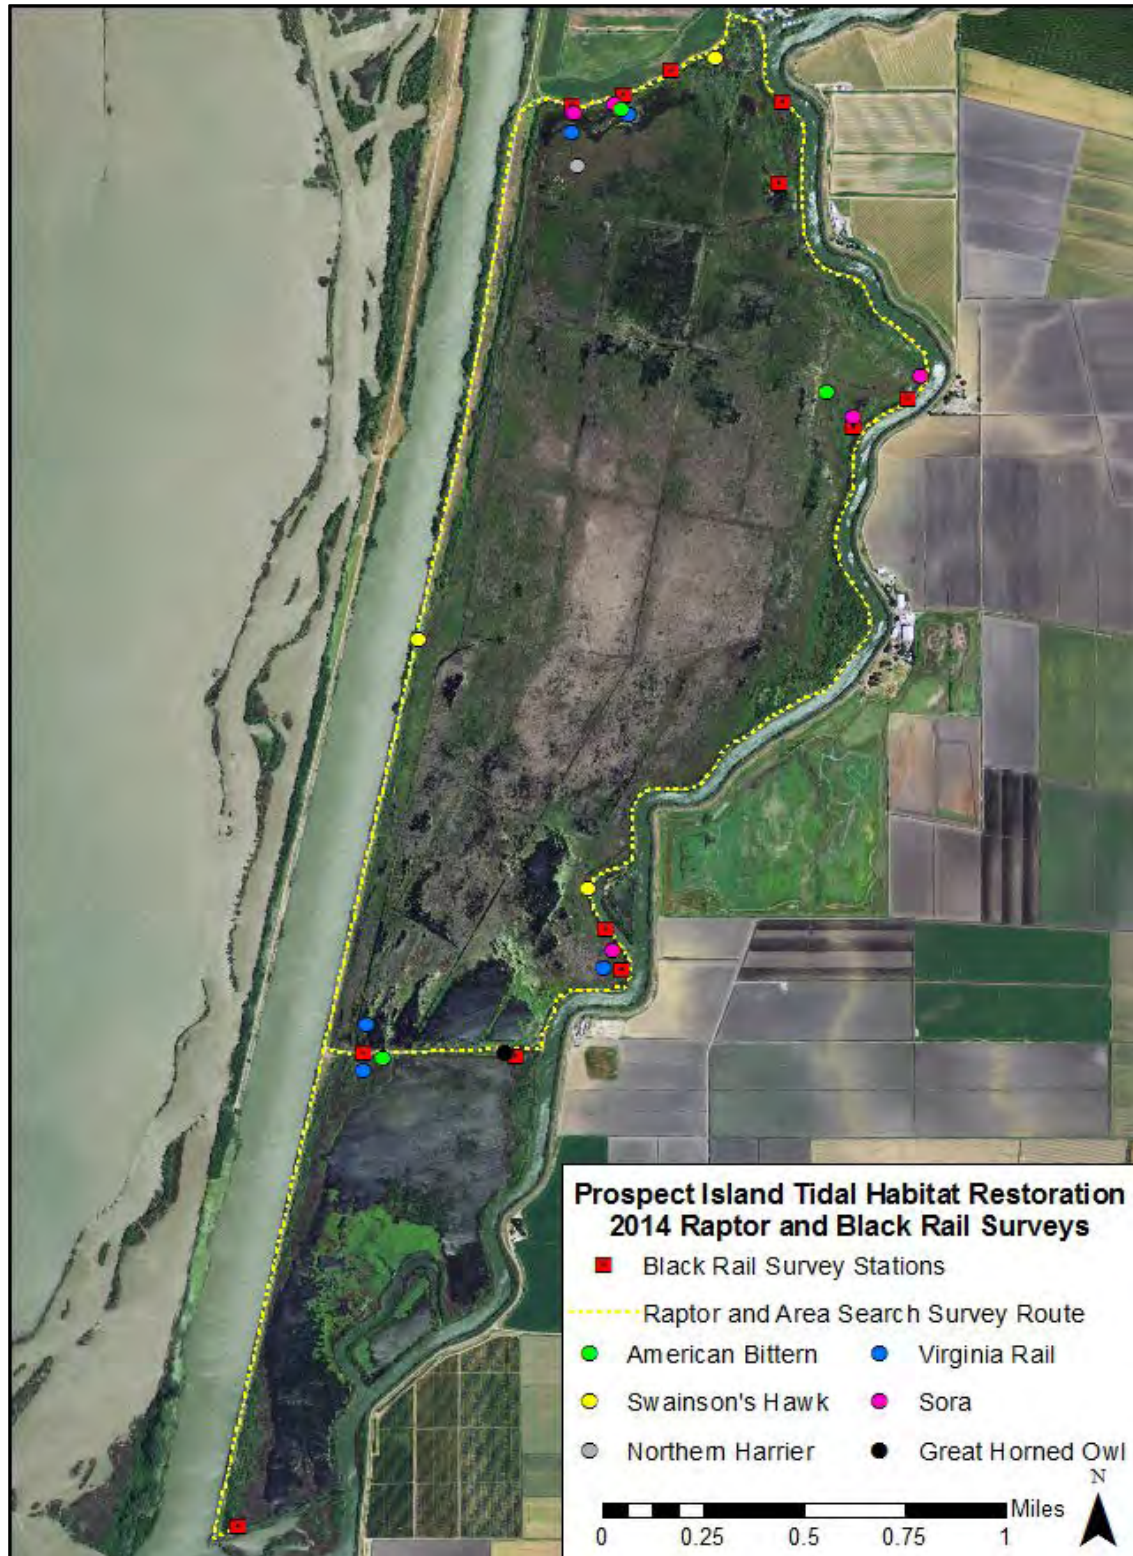 Prospect Island Tidal Habitat Restoration
2014 Raptor and Black Rail Surveys
Black Rail Survey Stations
Raptor and Area Search Survey Route
American Bittern
Virginia Rail
Swainson's Hawk
Sora
Northern Harrier
Great Horned Owl
N
Miles
0 0.25 0.5 0.75 1